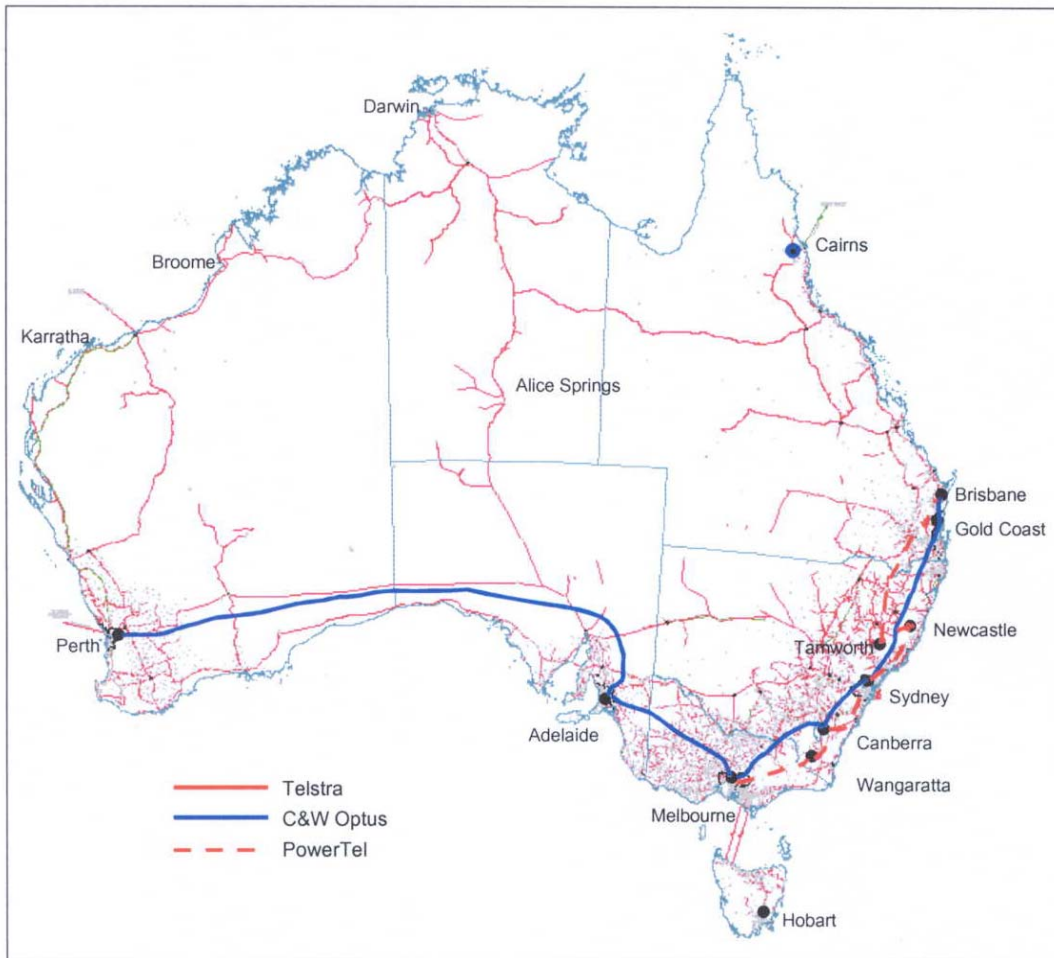 Darwin
Cairns
Broome
Karratha
Alice Springs
Brisbane
Gold Coast
Newcastle
Perth
Tamworth
Sydney
Adelaide
Canberra
Wangaratta
Melbourne
Telstra
C&W Optus
PowerTel
Hobart